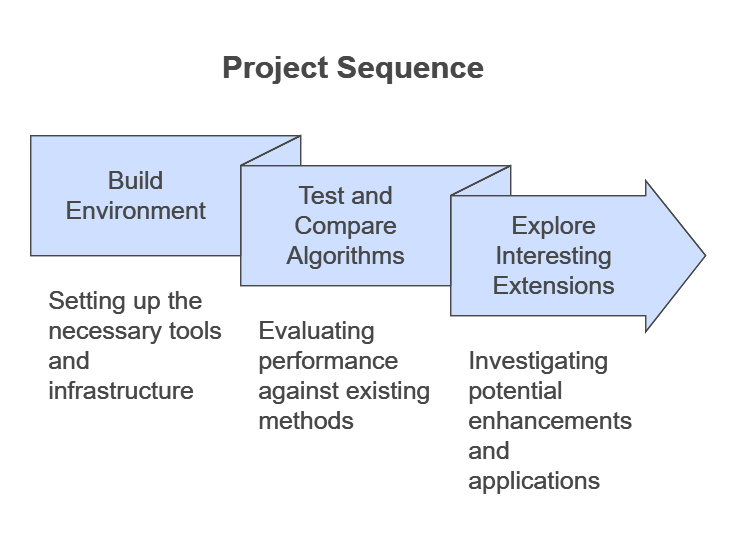 Project Sequence
Build
Environment
Setting up the
necessary tools
and
infrastructure
Test and
Compare
Algorithms
Evaluating
performance
against existing
methods
Explore
Interesting
Extensions
Investigating
potential
enhancements
and
applications